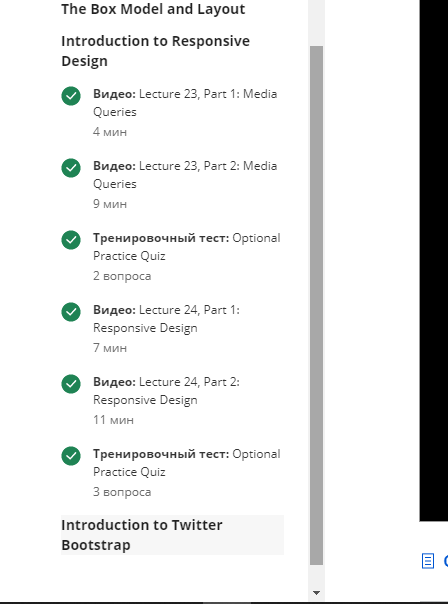 The Box Model and Layout
Introduction to Responsive
Design
Видео: Lecture 23, Part 1: Media
Queries
4 мин
Видео: Lecture 23, Part 2: Media
Queries
9 мин
Тренировочный тест: Optional
Practice Quiz
2 вопроса
Видео: Lecture 24, Part 1:
Responsive Design
7 мин
Видео: Lecture 24, Part 2:
Responsive Design
11 мин
Тренировочный тест: Optional
Practice Quiz
3 вопроса
Introduction to Twitter
Bootstrap